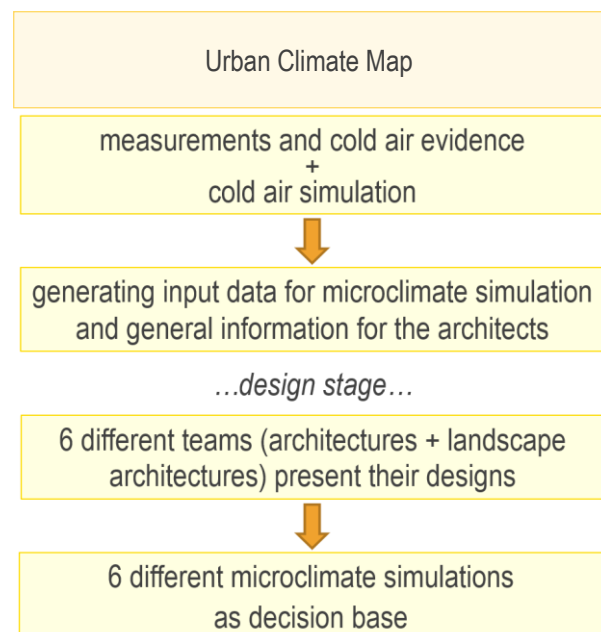 Urban Climate Map
measurements and cold air evidence
+
cold air simulation
generating input data for microclimate simulation
and general information for the architects
…design stage…
6 different teams (architectures + landscape
architectures) present their designs
6 different microclimate simulations
as decision base